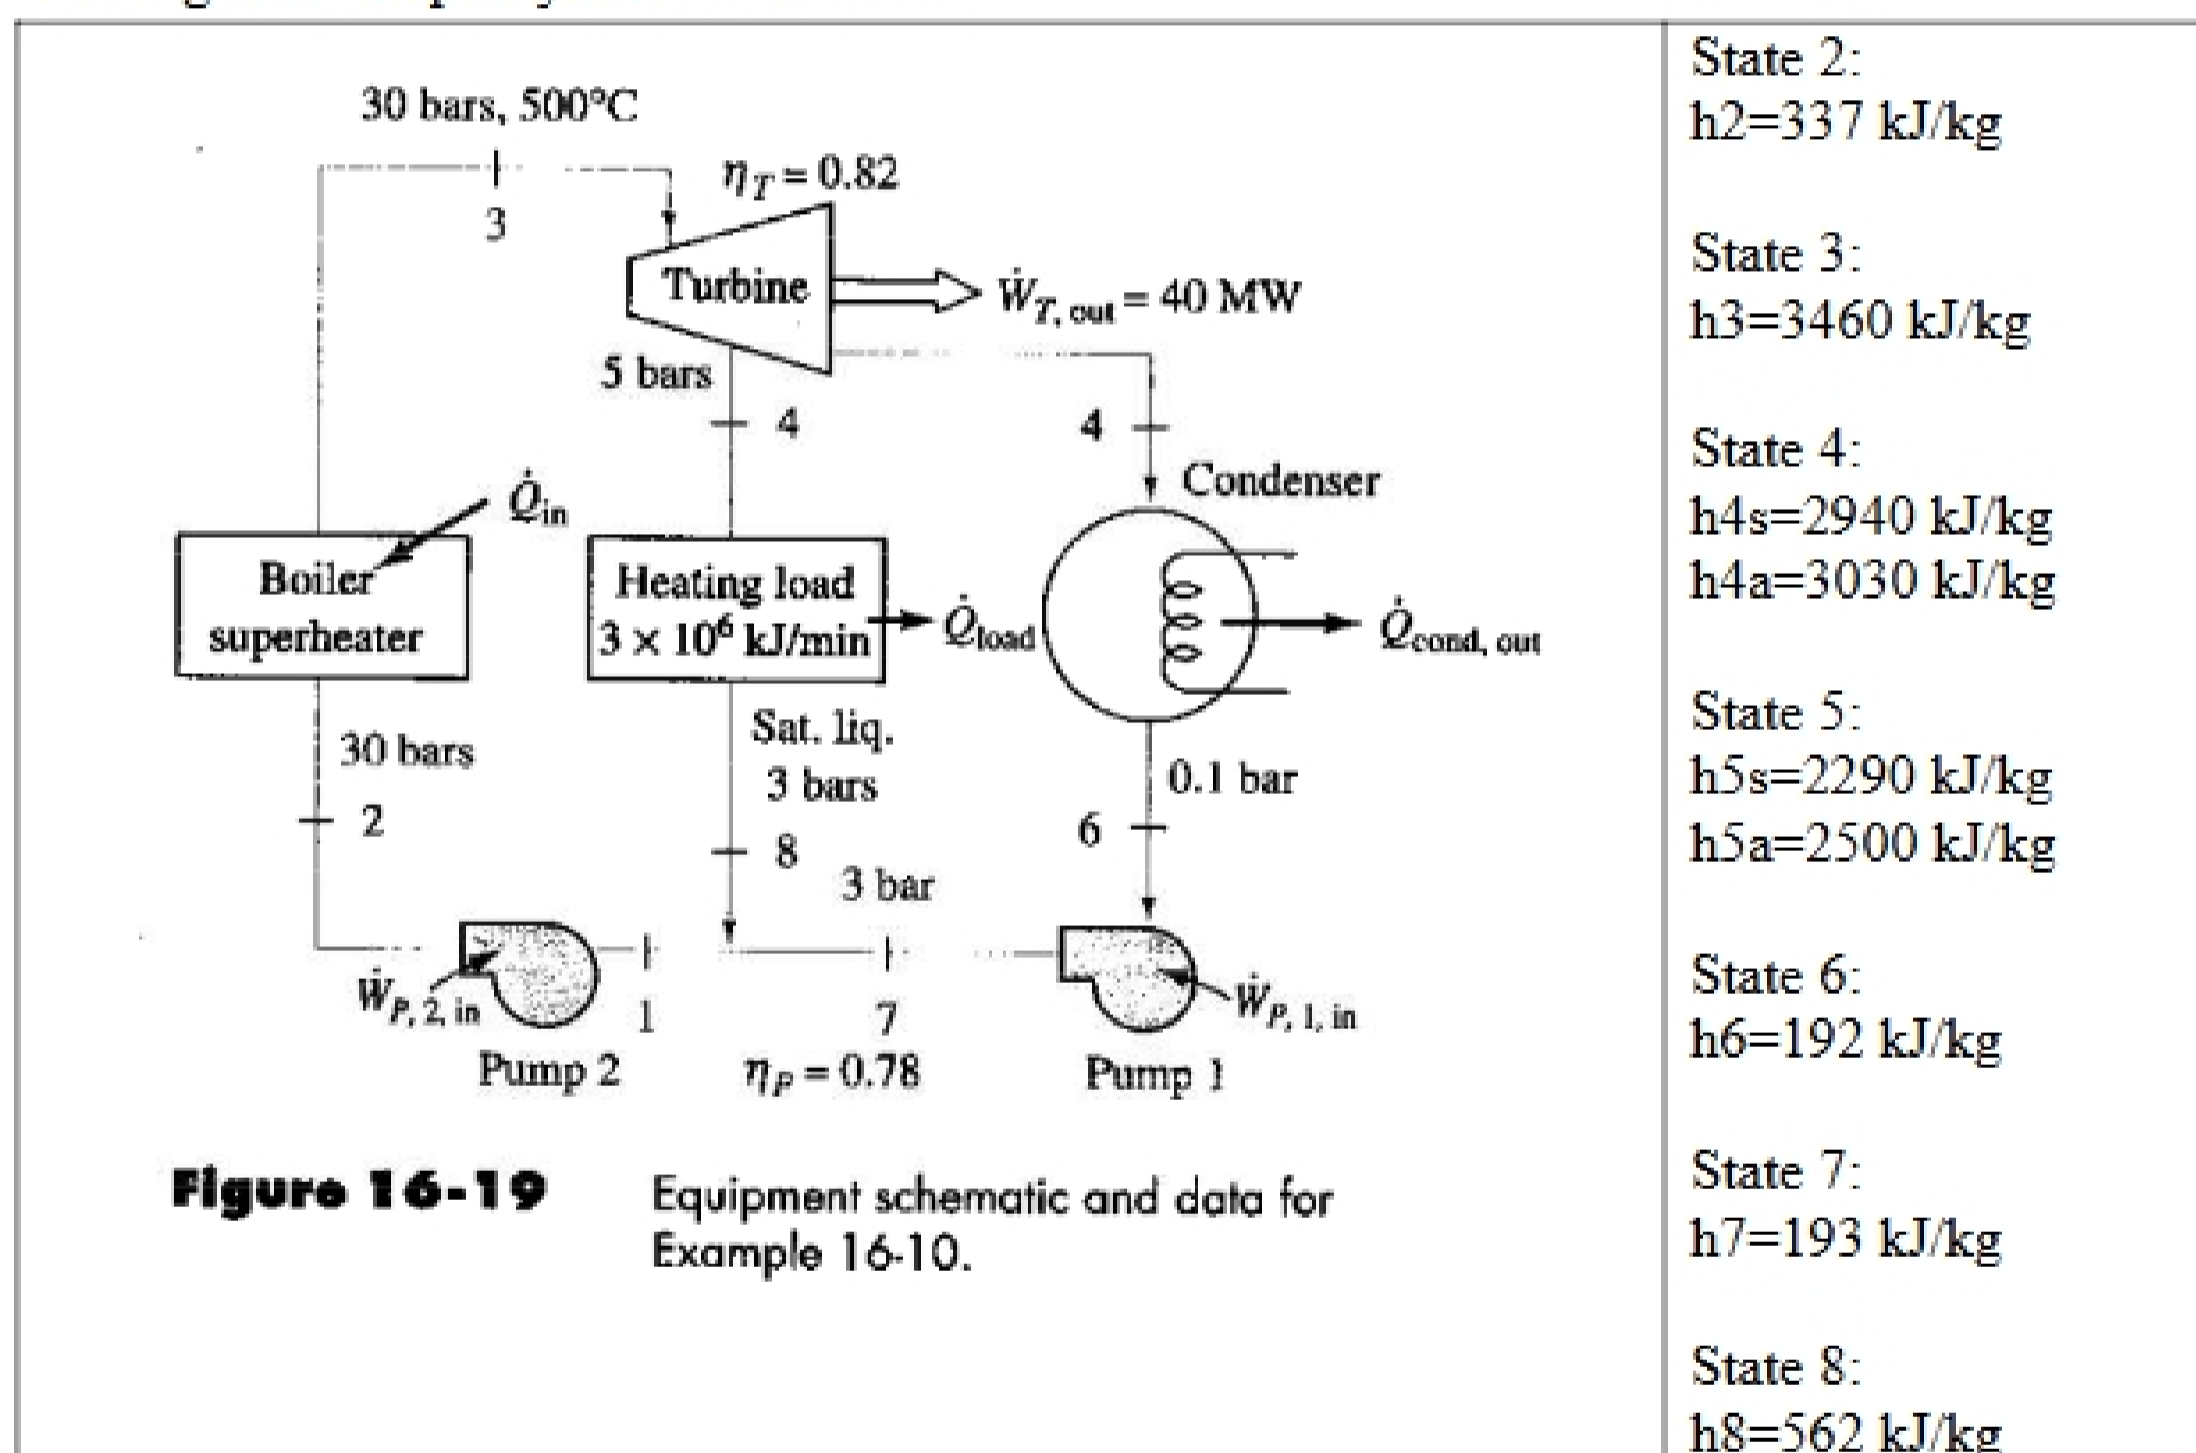 30 bars, 500°C
3
η_T = 0.82
Turbine
Ẇ_T, out = 40 MW
5 bars
4
4
Condenser
Q̇_in
Boiler
superheater
Heating load
3 × 10⁶ kJ/min
Q̇_load
Q̇_cond, out
30 bars
2
Sat. liq.
3 bars
8
0.1 bar
6
3 bar
Ẇ_P, 2, in
1
7
Ẇ_P, 1, in
Pump 2
η_P = 0.78
Pump 1
Figure 16-19
Equipment schematic and data for
Example 16-10.
State 2:
h2=337 kJ/kg
State 3:
h3=3460 kJ/kg
State 4:
h4s=2940 kJ/kg
h4a=3030 kJ/kg
State 5:
h5s=2290 kJ/kg
h5a=2500 kJ/kg
State 6:
h6=192 kJ/kg
State 7:
h7=193 kJ/kg
State 8:
h8=562 kJ/kg